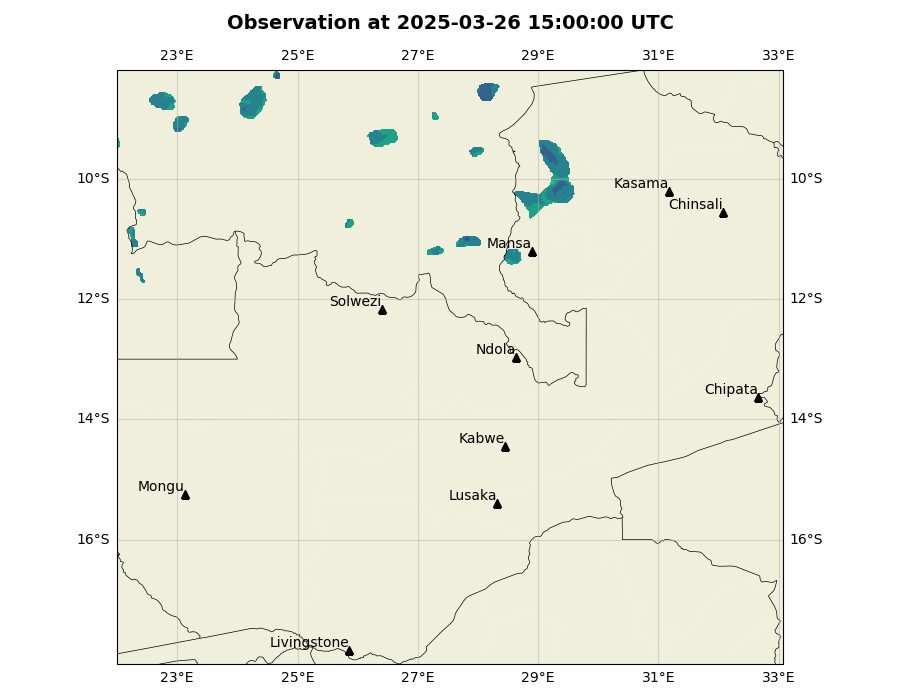 Observation at 2025-03-26 15:00:00 UTC
23°E 25°E 27°E 29°E 31°E 33°E
10°S 10°S
Kasama
Chinsali
Mansa
12°S 12°S
Solwezi
Ndola
Chipata
14°S 14°S
Kabwe
Mongu
Lusaka
16°S 16°S
Livingstone
23°E 25°E 27°E 29°E 31°E 33°E